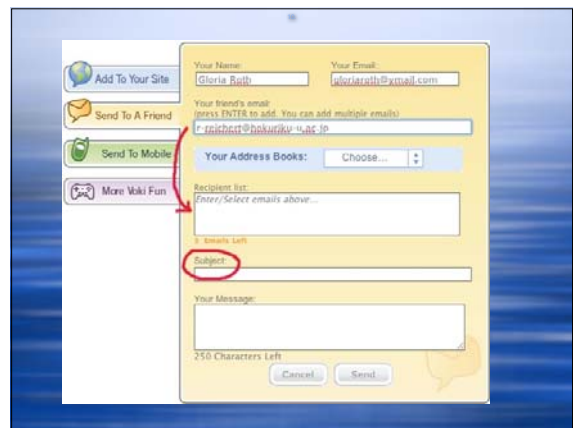 Add To Your Site
Send To A Friend
Send To Mobile
More Voki Fun
Your Name: Your Email:
Gloria Roth gloriaroth@ymail.com
Your friend's email:
(press ENTER to add. You can add multiple emails)
r-reichert@hokuriku-u.ac.jp
Your Address Books: Choose...
Recipient list:
Enter/Select emails above...
5 Emails Left
Subject:
Your Message:
250 Characters Left
Cancel Send